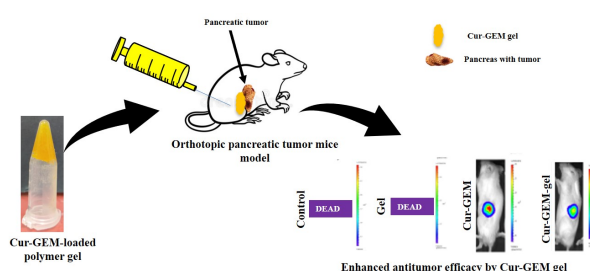 Pancreatic tumor
Cur-GEM gel
Pancreas with tumor
Orthotopic pancreatic tumor mice
model
Cur-GEM-loaded
polymer gel
Control
DEAD
Gel
DEAD
Cur-GEM
Cur-GEM-gel
Enhanced antitumor efficacy by Cur-GEM gel